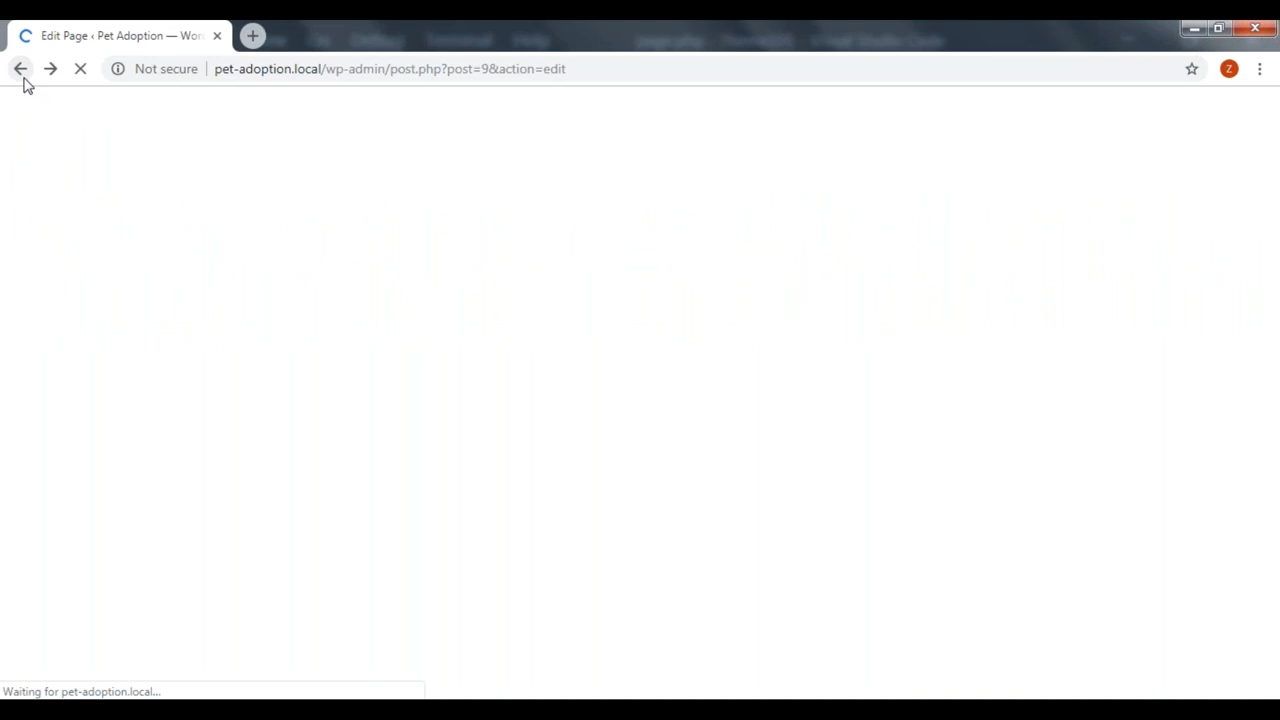 Edit Page ‹ Pet Adoption — Wor
Not secure
pet-adoption.local/wp-admin/post.php?post=9&action=edit
Z
Waiting for pet-adoption.local...